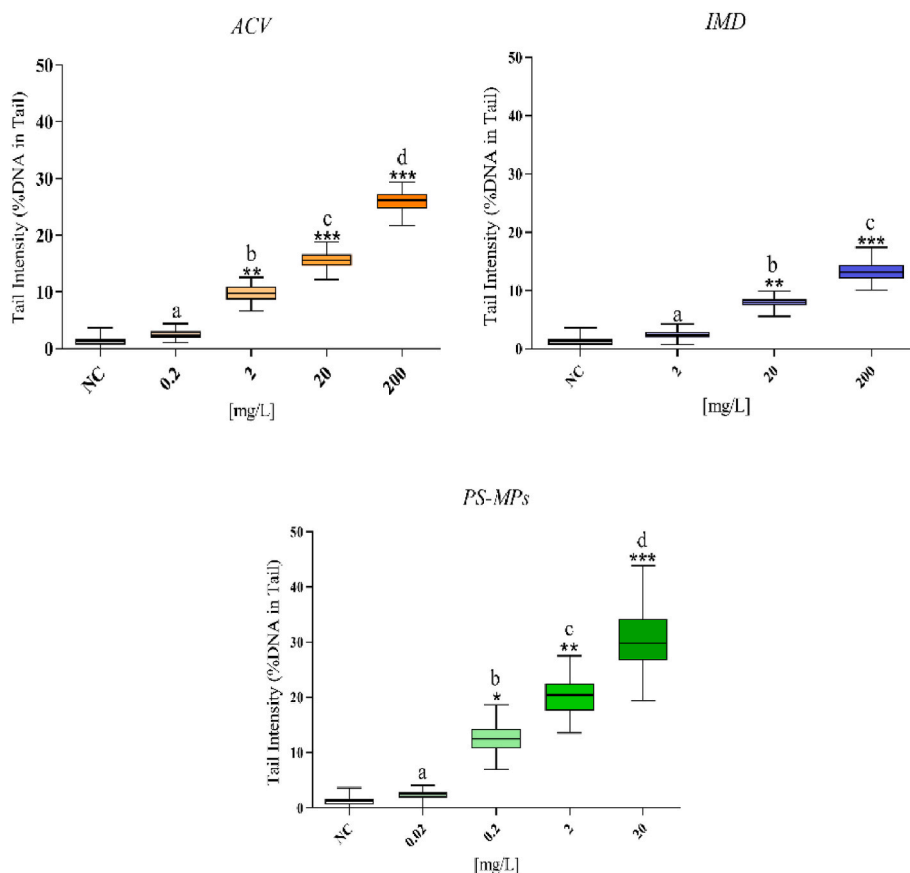 ACV
Tail Intensity (%DNA in Tail)
50
40
30
20
10
0
a
b
**
c
***
d
***
NC
0.2
2
20
200
[mg/L]
IMD
Tail Intensity (%DNA in Tail)
50
40
30
20
10
0
a
b
**
c
***
NC
2
20
200
[mg/L]
PS-MPs
Tail Intensity (%DNA in Tail)
50
40
30
20
10
0
a
b
*
c
**
d
***
NC
0.02
0.2
2
20
[mg/L]